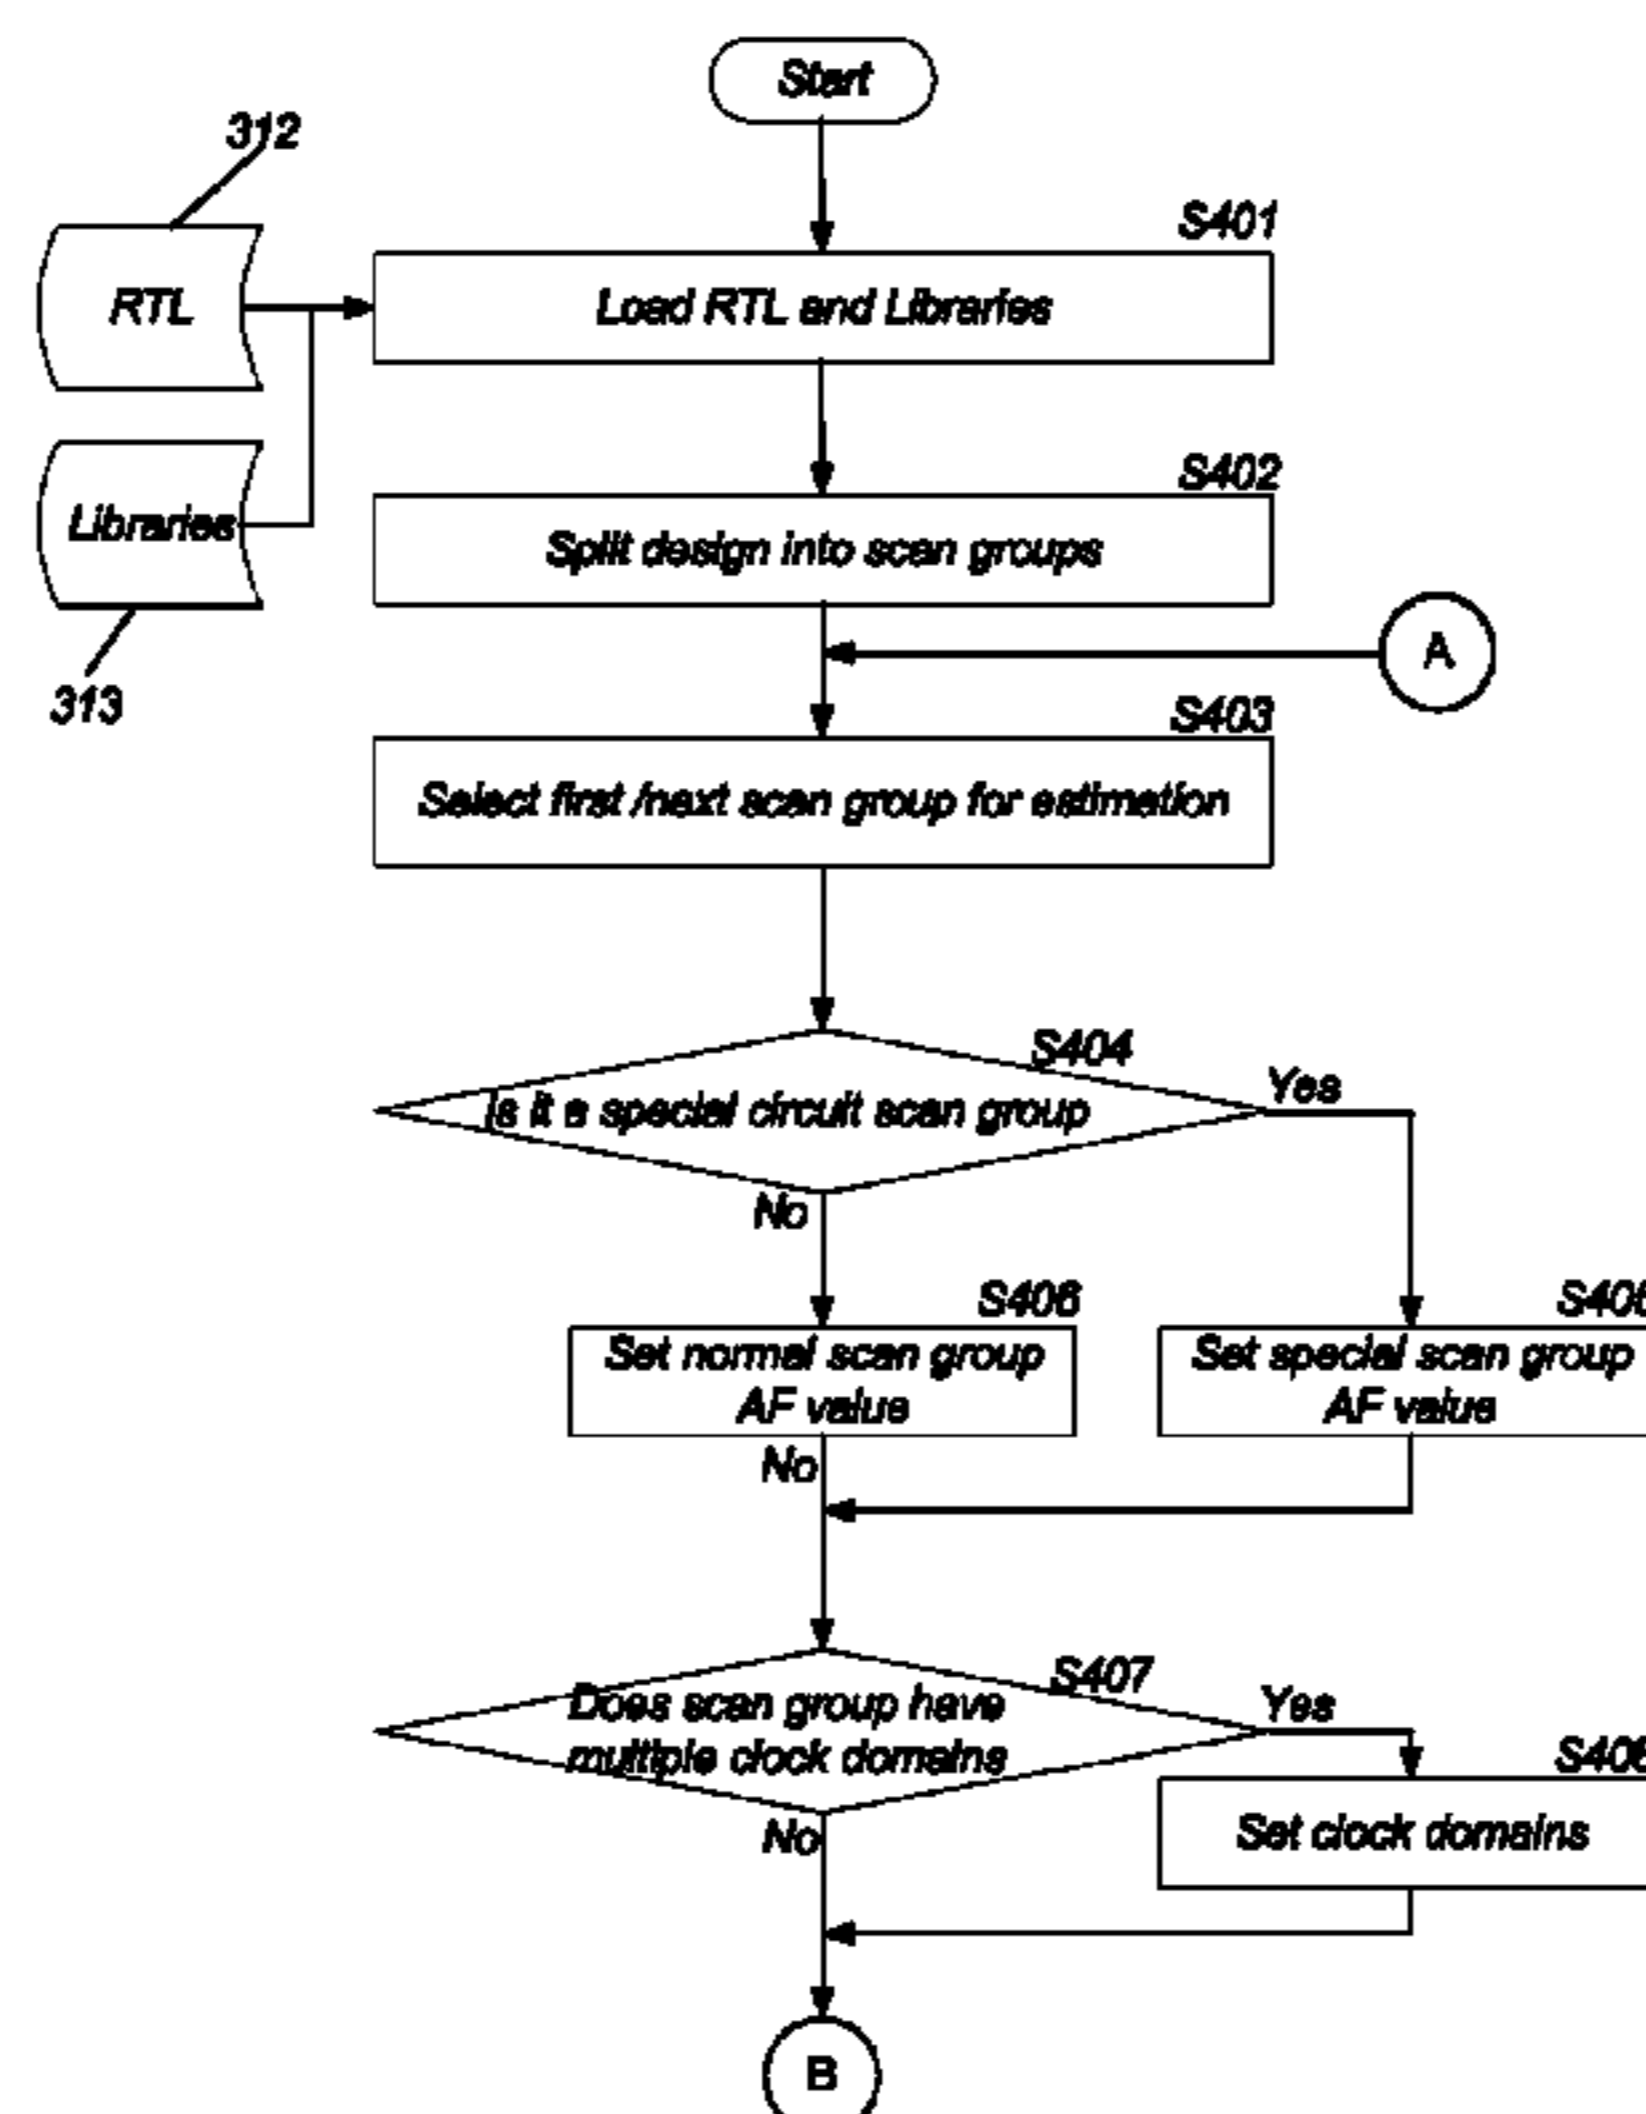 Start
312
S401
RTL
Load RTL and Libraries
S402
Libraries
Split design into scan groups
A
313
S403
Select first /next scan group for estimation
S404
Is it a special circuit scan group
Yes
No
S406
Set normal scan group
AF value
Set special scan group
AF value
No
S407
Does scan group have
multiple clock domains
Yes
Set clock domains
No
B